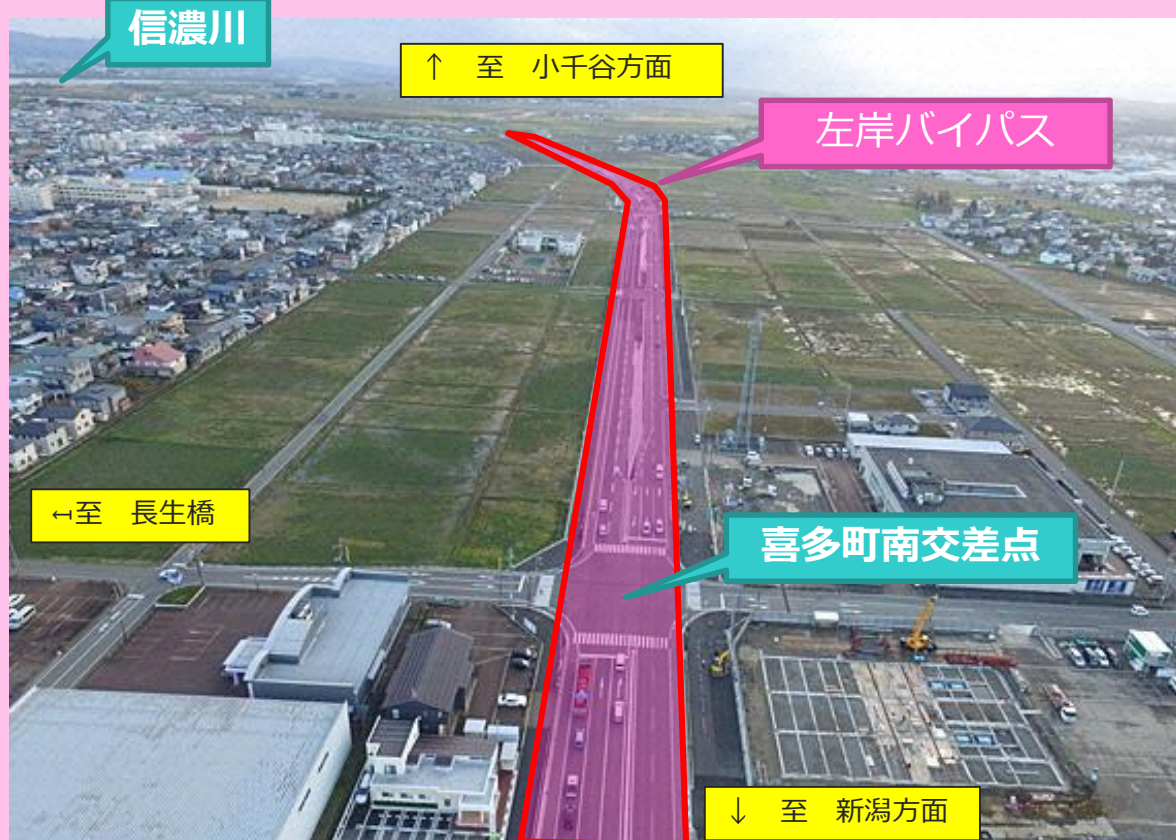 信濃川
↑ 至 小千谷方面
左岸バイパス
←至 長生橋
喜多町南交差点
↓ 至 新潟方面